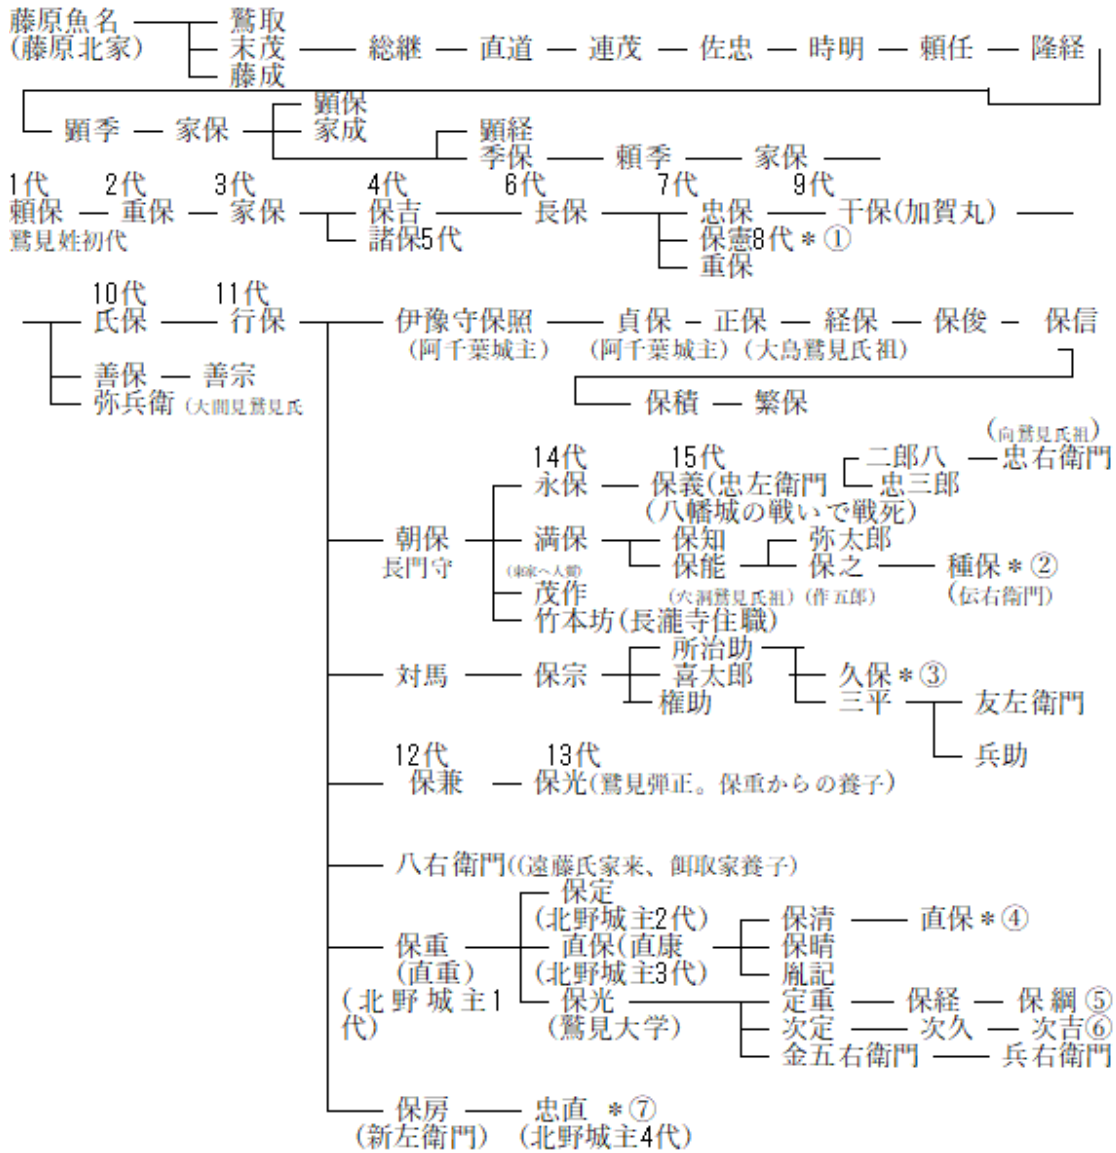 藤原魚名 鷲取
(藤原北家) 末茂 総継 直道 連茂 佐忠 時明 頼任 隆経
藤成
顕保
顕季 家保 家成 顕経
季保 頼季 家保
1代 2代 3代 4代 6代 7代 9代
頼保 重保 家保 保吉 長保 忠保 干保(加賀丸)
鷲見姓初代 諸保5代 保憲8代*①
重保
10代 11代
氏保 行保 伊豫守保照 貞保 正保 経保 保俊 保信
(阿千葉城主) (阿千葉城主) (大島鷲見氏祖)
善保 善宗
弥兵衛 (大間見鷲見氏 保積 繁保
(向鷲見氏祖)
14代 15代 二郎八 忠右衛門
永保 保義(忠左衛門 忠三郎
(八幡城の戦いで戦死)
朝保 満保 保知 弥太郎
長門守 (東家へ人質) 保能 保之 種保*②
茂作 (穴洞鷲見氏祖) (作五郎) (伝右衛門)
竹本坊(長瀧寺住職)
所治助
対馬 保宗 喜太郎 久保*③
権助 三平 友左衛門
12代 13代 兵助
保兼 保光(鷲見弾正。保重からの養子)
八右衛門((遠藤氏家来、餌取家養子)
保定
(北野城主2代) 保清 直保*④
保重 直保(直康 保晴
(直重) (北野城主3代) 胤記
(北野城主1 保光 定重 保経 保綱⑤
代) (鷲見大学) 次定 次久 次吉⑥
金五右衛門 兵右衛門
保房 忠直 *⑦
(新左衛門) (北野城主4代)